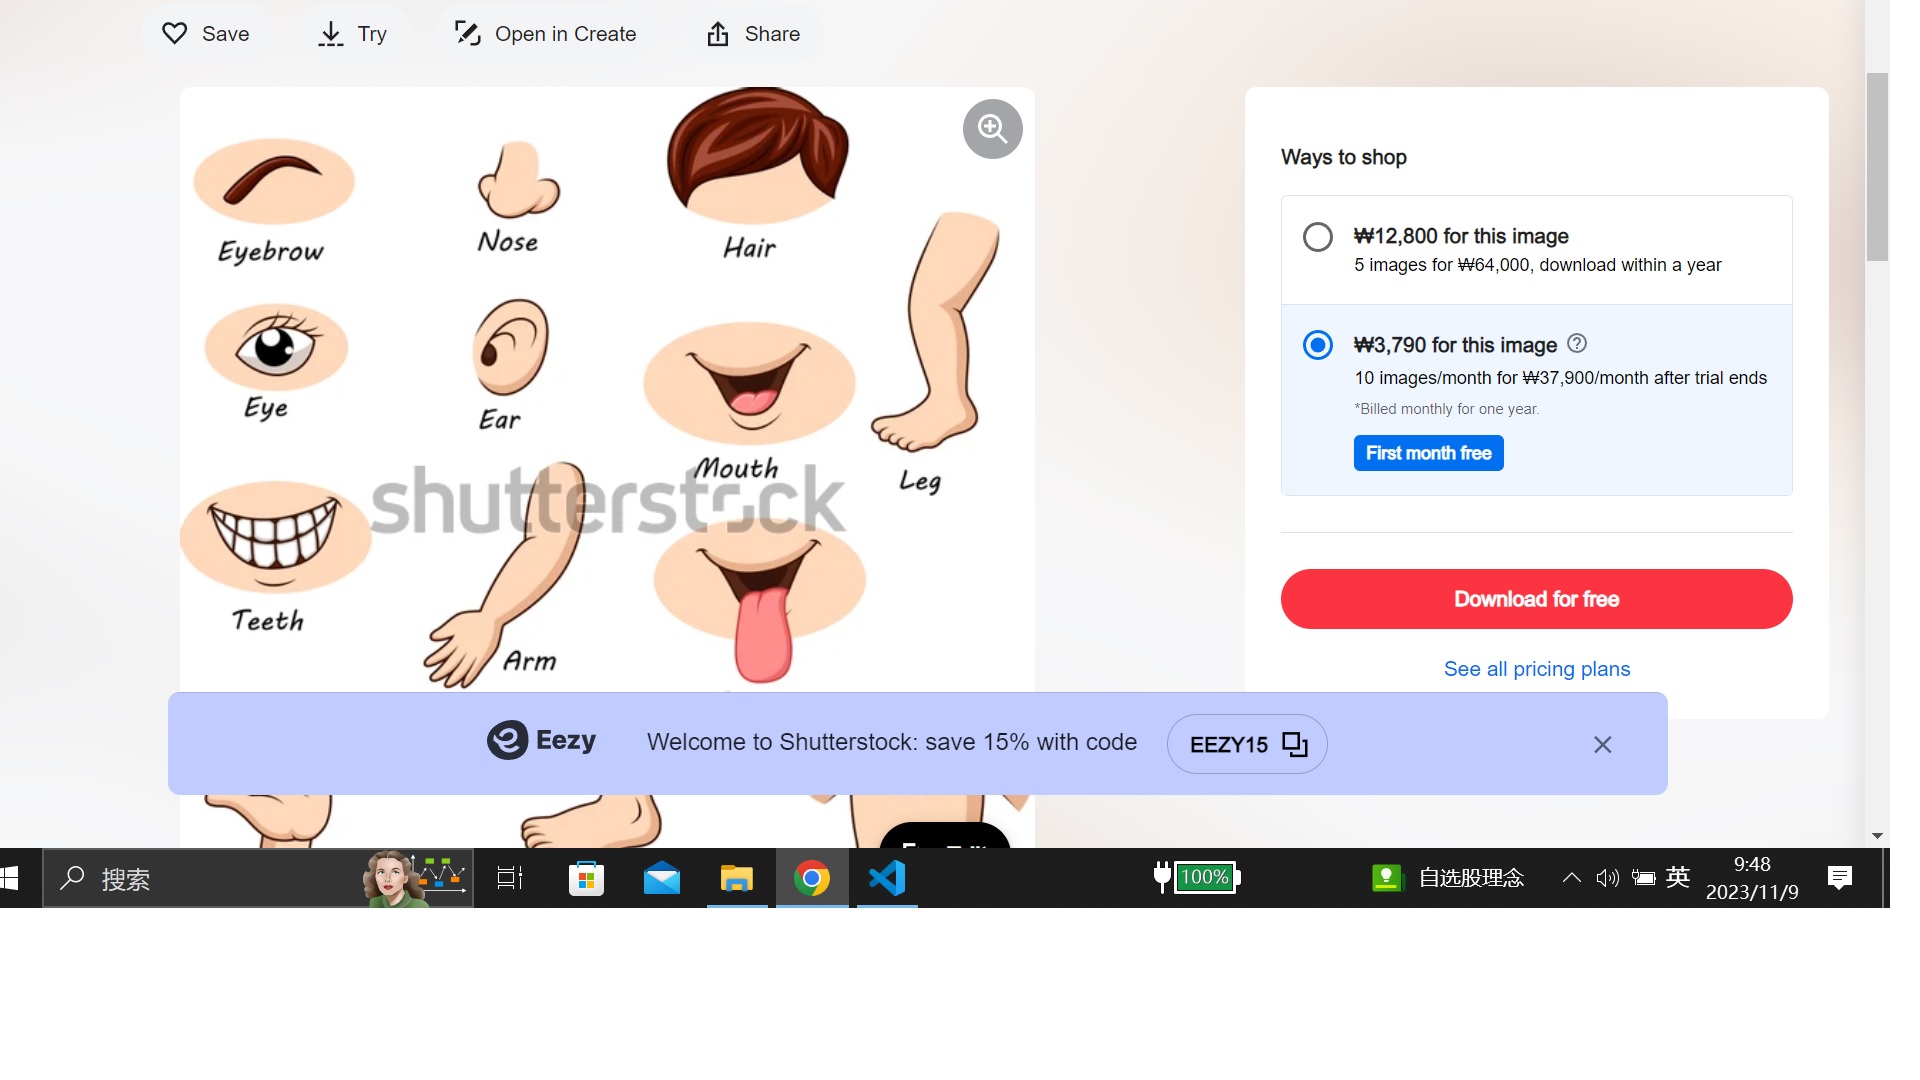 Save
Try
Open in Create
Share
Eyebrow
Nose
Hair
Eye
Ear
Mouth
Leg
shutterstock
Teeth
Arm
Ways to shop
₩12,800 for this image
5 images for ₩64,000, download within a year
₩3,790 for this image
10 images/month for ₩37,900/month after trial ends
*Billed monthly for one year.
First month free
Download for free
See all pricing plans
Eezy
Welcome to Shutterstock: save 15% with code
EEZY15
搜索
100%
自选股理念
英
9:48
2023/11/9